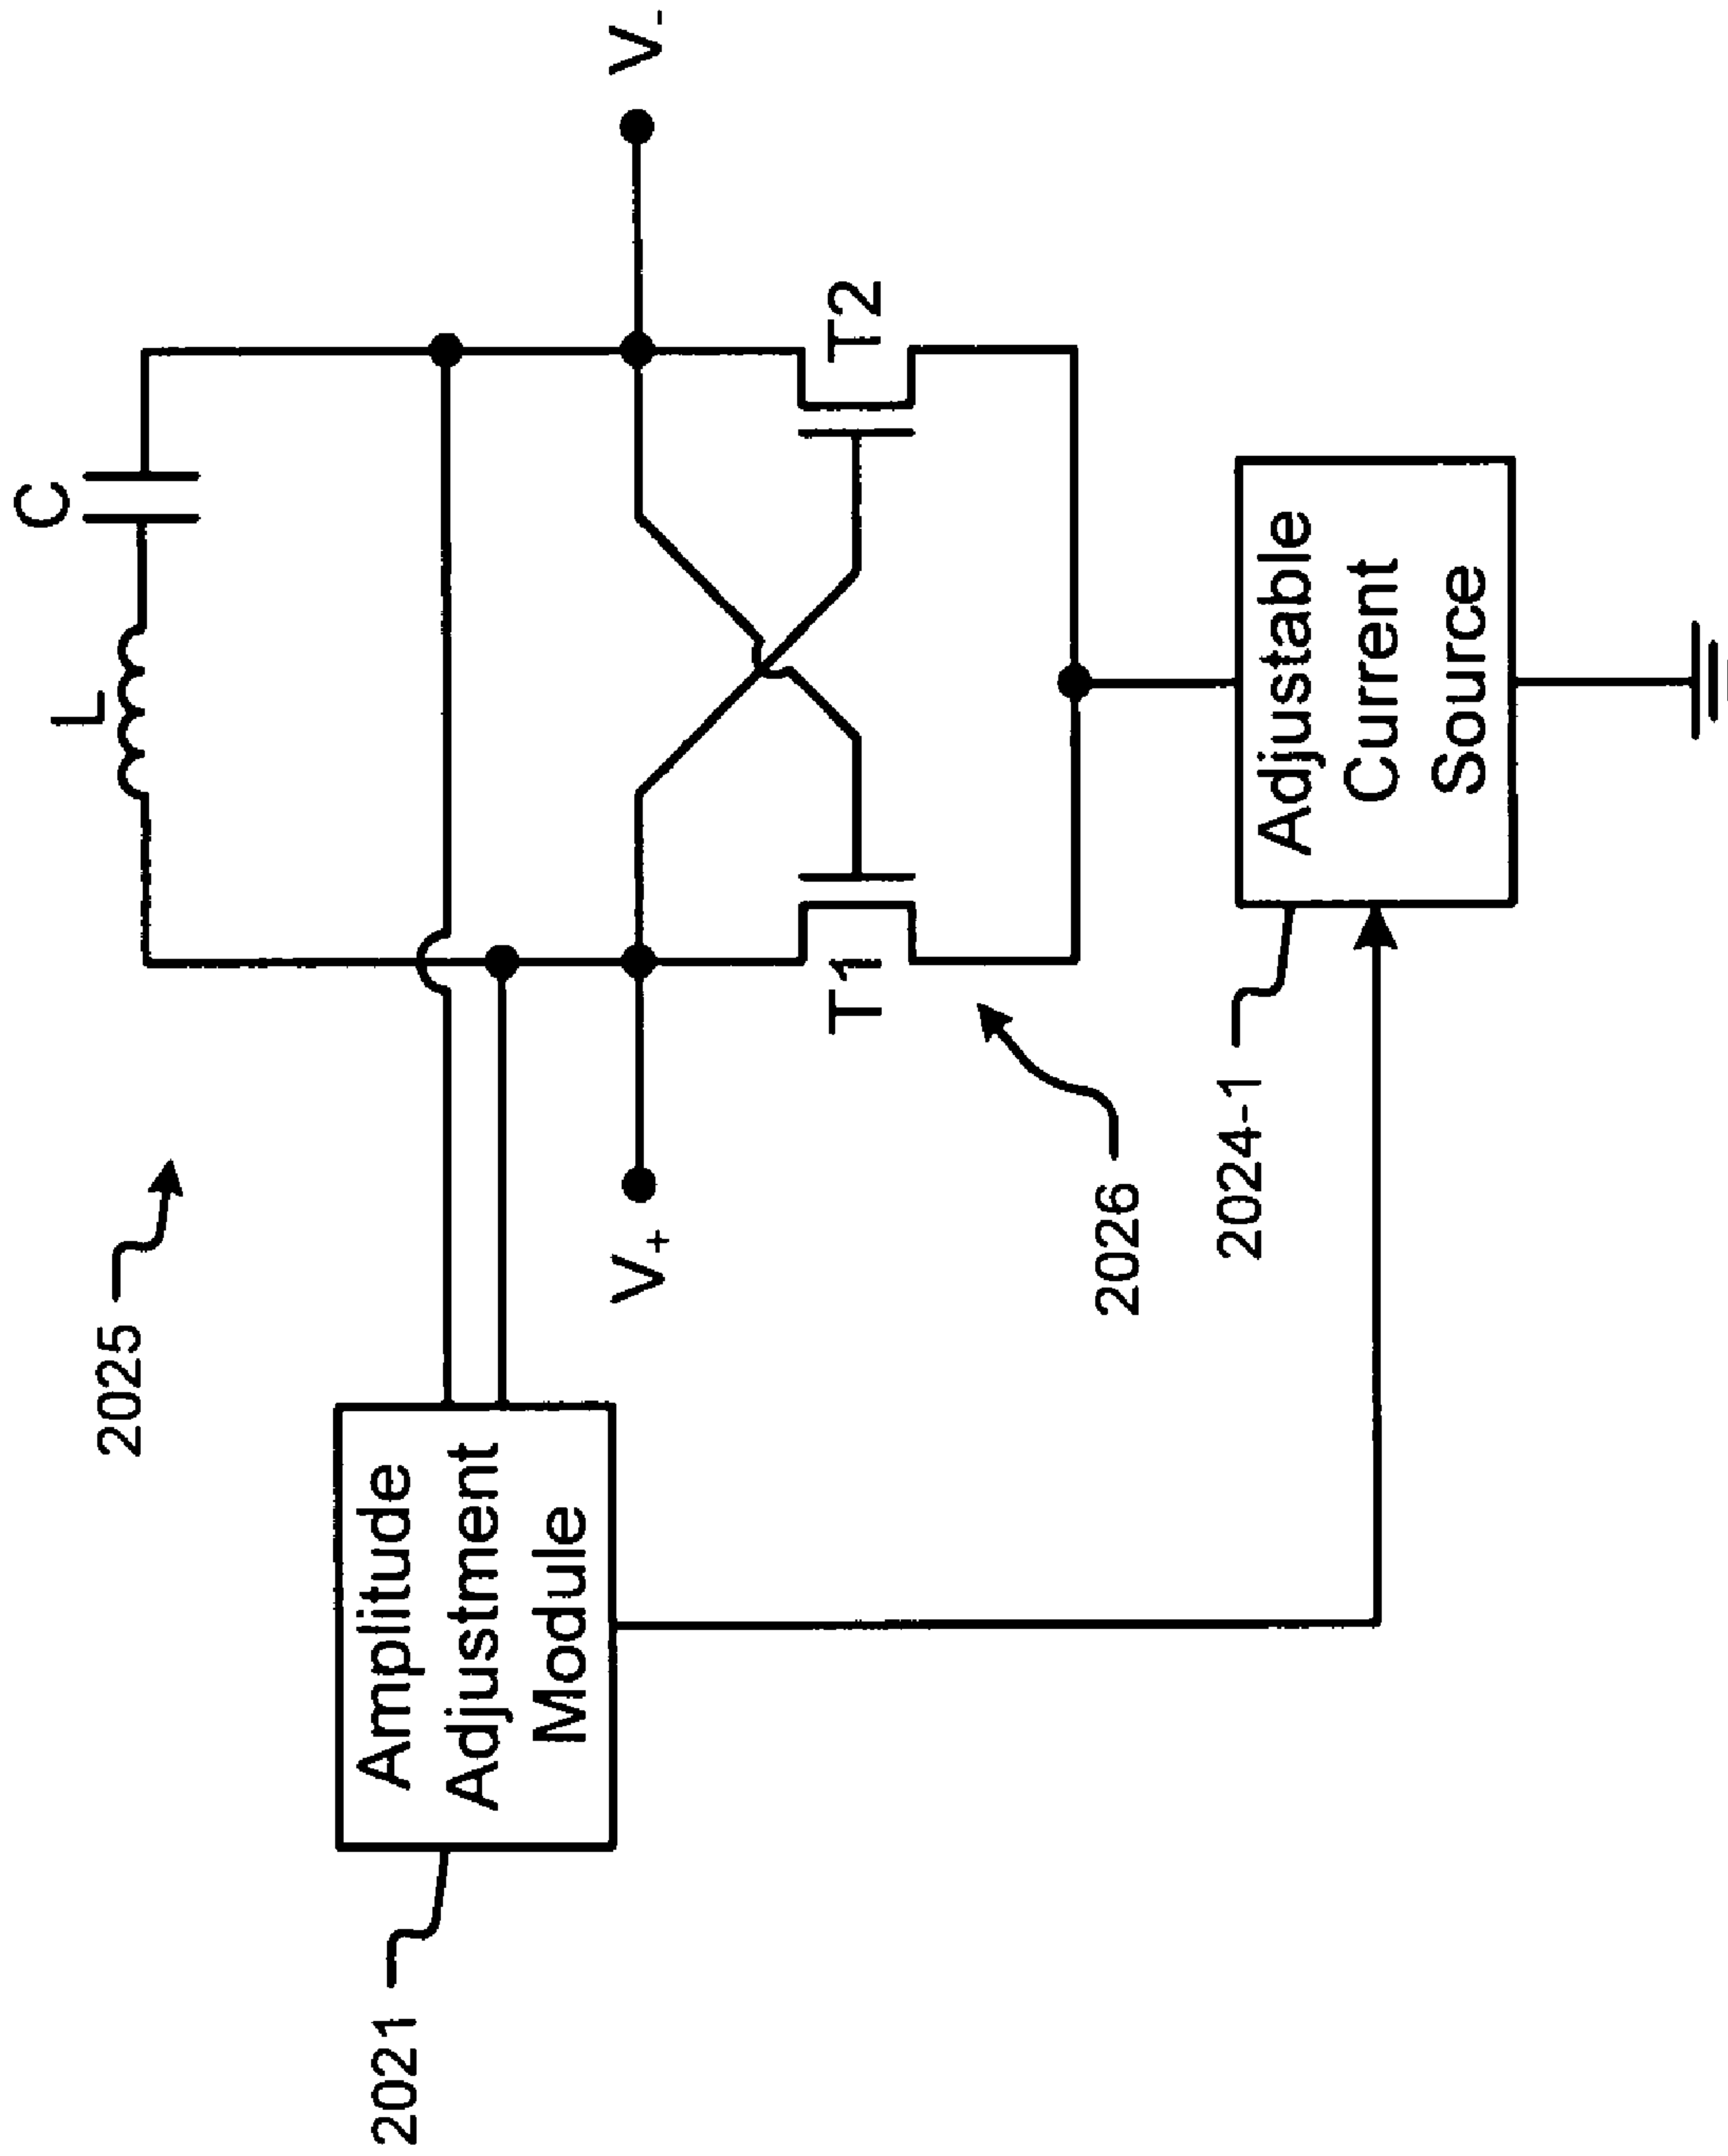 2021
Amplitude
Adjustment
Module
2025
V+
2026
2024-1
T1
L
C
Adjustable
Current
Source
T2
V-